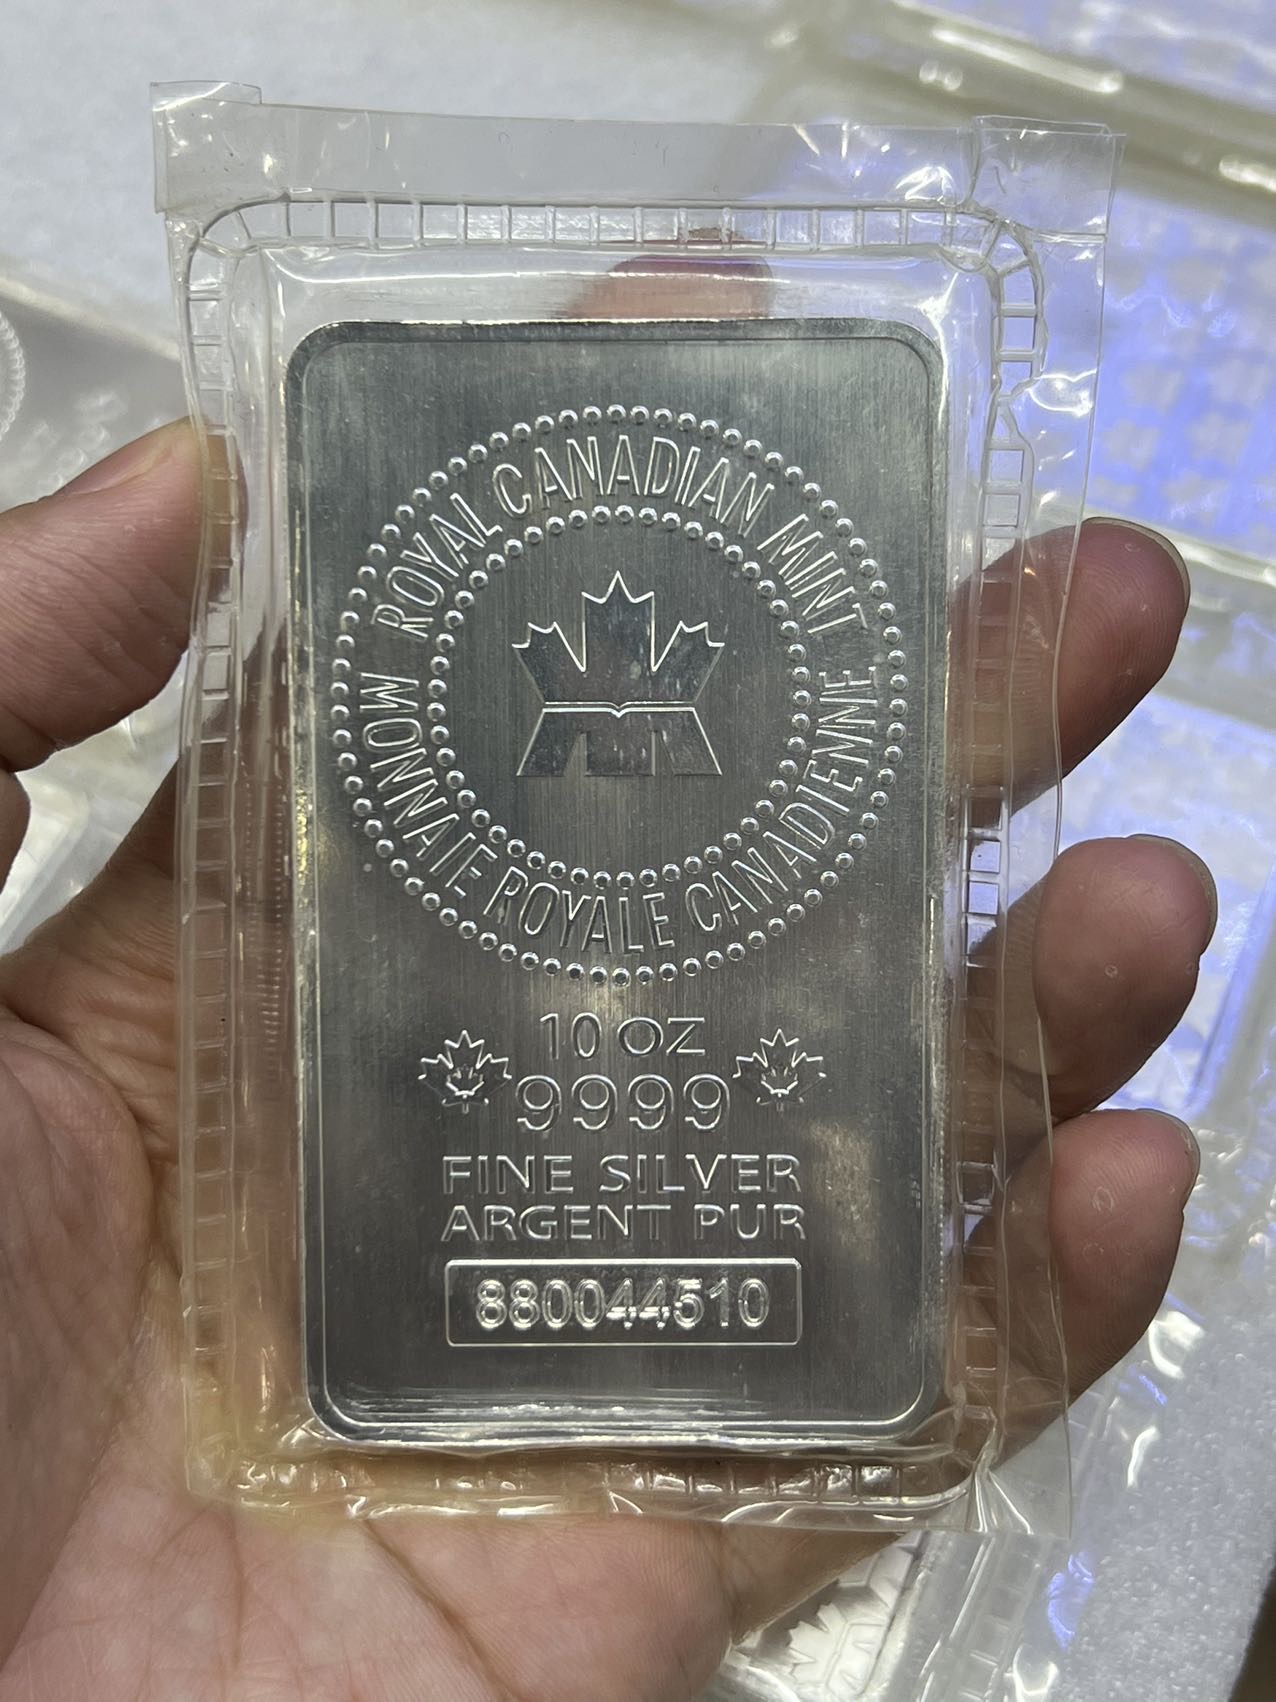 ROYAL CANADIAN MINT
MONNAIE ROYALE CANADIENNE
10 OZ
9999
FINE SILVER
ARGENT PUR
880044510